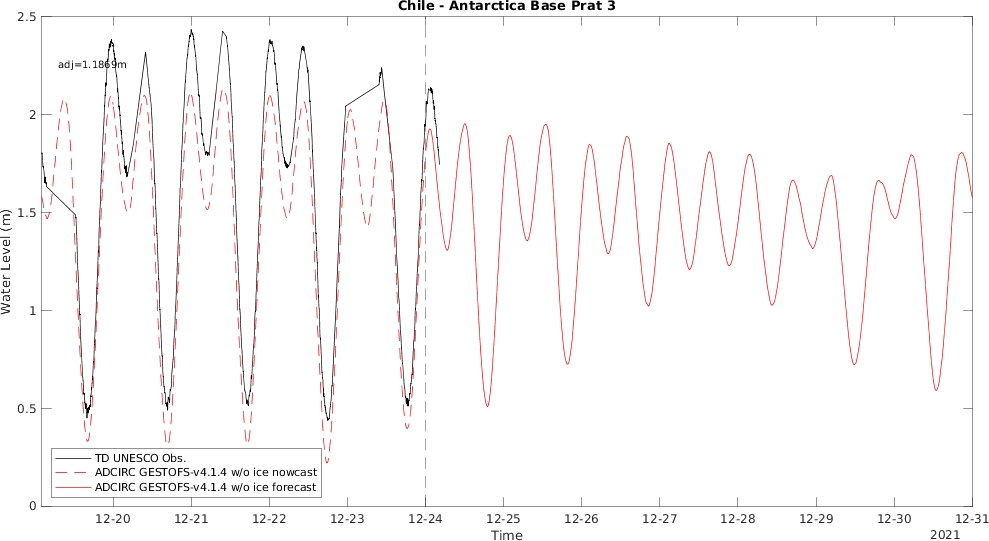 Chile - Antarctica Base Prat 3
2.5
adj=1.1869m
2
1.5
Water Level (m)
1
0.5
TD UNESCO Obs.
ADCIRC GESTOFS-v4.1.4 w/o ice nowcast
ADCIRC GESTOFS-v4.1.4 w/o ice forecast
0
12-20 12-21 12-22 12-23 12-24 12-25 12-26 12-27 12-28 12-29 12-30 12-31
Time
2021